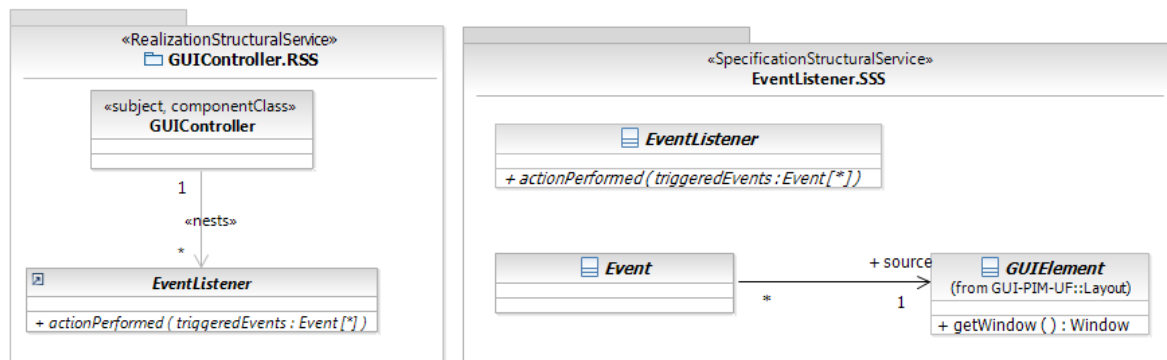 «RealizationStructuralService»
GUIController.RSS
«subject, componentClass»
GUIController
1
«nests»
*
EventListener
+ actionPerformed ( triggeredEvents : Event [*] )
«SpecificationStructuralService»
EventListener.SSS
EventListener
+ actionPerformed ( triggeredEvents : Event [*] )
Event
+ source
*
1
GUIElement
(from GUI-PIM-UF::Layout)
+ getWindow ( ) : Window